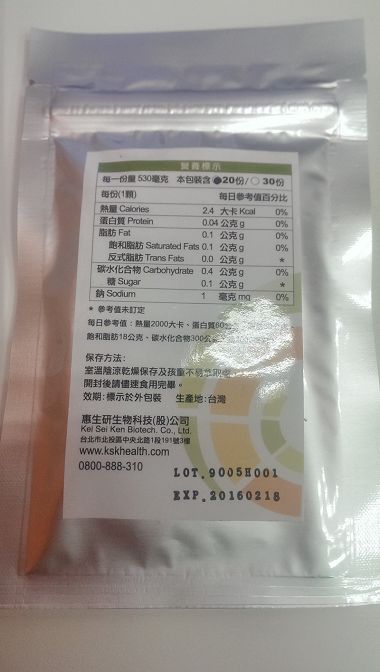 營養標示
每一份量 530毫克 本包裝含 ●20份/○ 30份
每份(1顆) 每日參考值百分比
熱量 Calories 2.4 大卡 Kcal 0%
蛋白質 Protein 0.04 公克 g 0%
脂肪 Fat 0.1 公克 g 0%
飽和脂肪 Saturated Fats 0.1 公克 g 0%
反式脂肪 Trans Fats 0.0 公克 g *
碳水化合物 Carbohydrate 0.4 公克 g 0%
糖 Sugar 0.1 公克 g *
鈉 Sodium 1 毫克 mg 0%
* 參考值未訂定
每日參考值：熱量2000大卡、蛋白質60
飽和脂肪18公克、碳水化合物300公
保存方法：
室溫陰涼乾燥保存及孩童不易
開封後請儘速食用完畢。
效期：標示於外包裝 生產地：台灣
惠生研生物科技(股)公司
Kei Sei Ken Biotech. Co., Ltd.
台北市北投區中央北路1段191號3樓
www.kskhealth.com
0800-888-310
LOT.9005H001
EXP.20160218